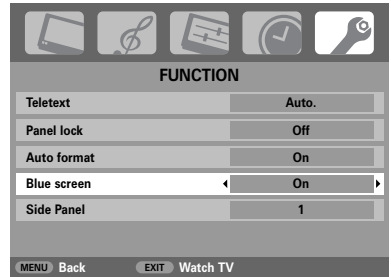 FUNCTION
Teletext Auto.
Panel lock Off
Auto format On
Blue screen On
Side Panel 1
MENU Back EXIT Watch TV